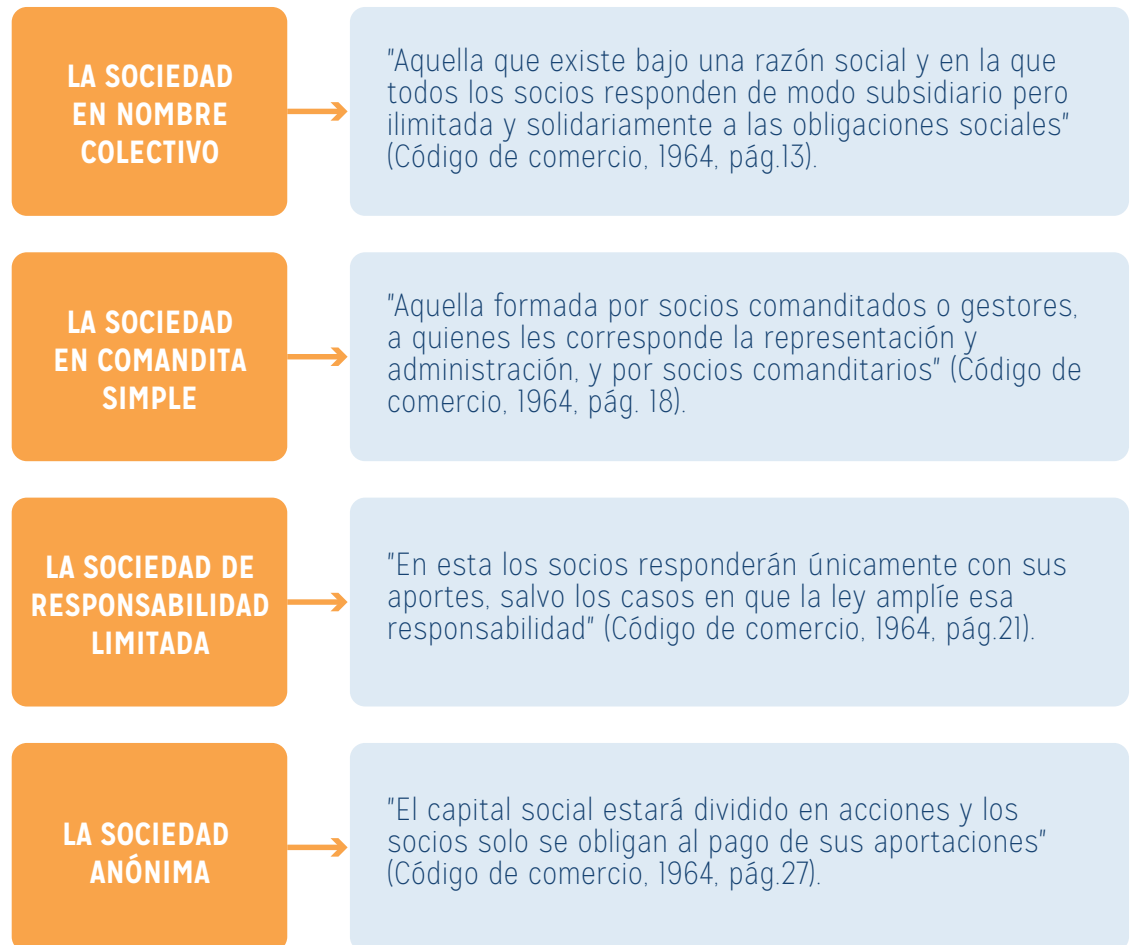 LA SOCIEDAD
EN NOMBRE
COLECTIVO
"Aquella que existe bajo una razón social y en la que
todos los socios responden de modo subsidiario pero
ilimitada y solidariamente a las obligaciones sociales"
(Código de comercio, 1964, pág.13).
LA SOCIEDAD
EN COMANDITA
SIMPLE
"Aquella formada por socios comanditados o gestores,
a quienes les corresponde la representación y
administración, y por socios comanditarios" (Código de
comercio, 1964, pág. 18).
LA SOCIEDAD DE
RESPONSABILIDAD
LIMITADA
"En esta los socios responderán únicamente con sus
aportes, salvo los casos en que la ley amplíe esa
responsabilidad" (Código de comercio, 1964, pág.21).
LA SOCIEDAD
ANÓNIMA
"El capital social estará dividido en acciones y los
socios solo se obligan al pago de sus aportaciones"
(Código de comercio, 1964, pág.27).